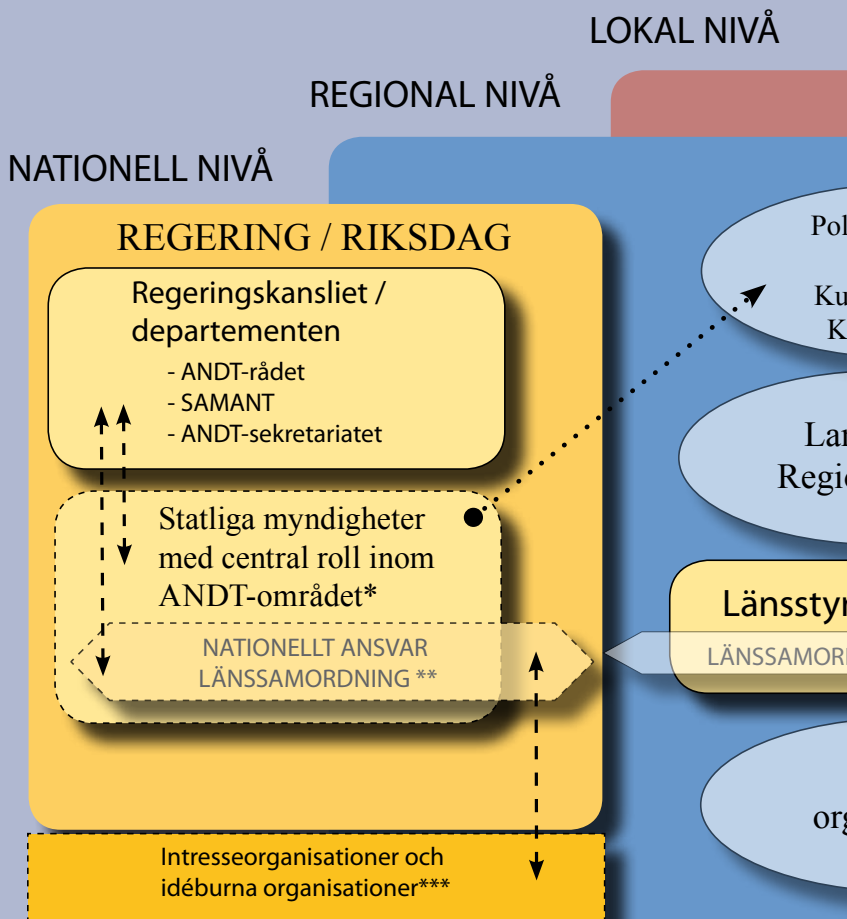 LOKAL NIVÅ
REGIONAL NIVÅ
NATIONELL NIVÅ
REGERING / RIKSDAG
Regeringskansliet /
departementen
- ANDT-rådet
- SAMANT
- ANDT-sekretariatet
Statliga myndigheter
med central roll inom
ANDT-området*
NATIONELLT ANSVAR
LÄNSSAMORDNING **
Intresseorganisationer och
idéburna organisationer***